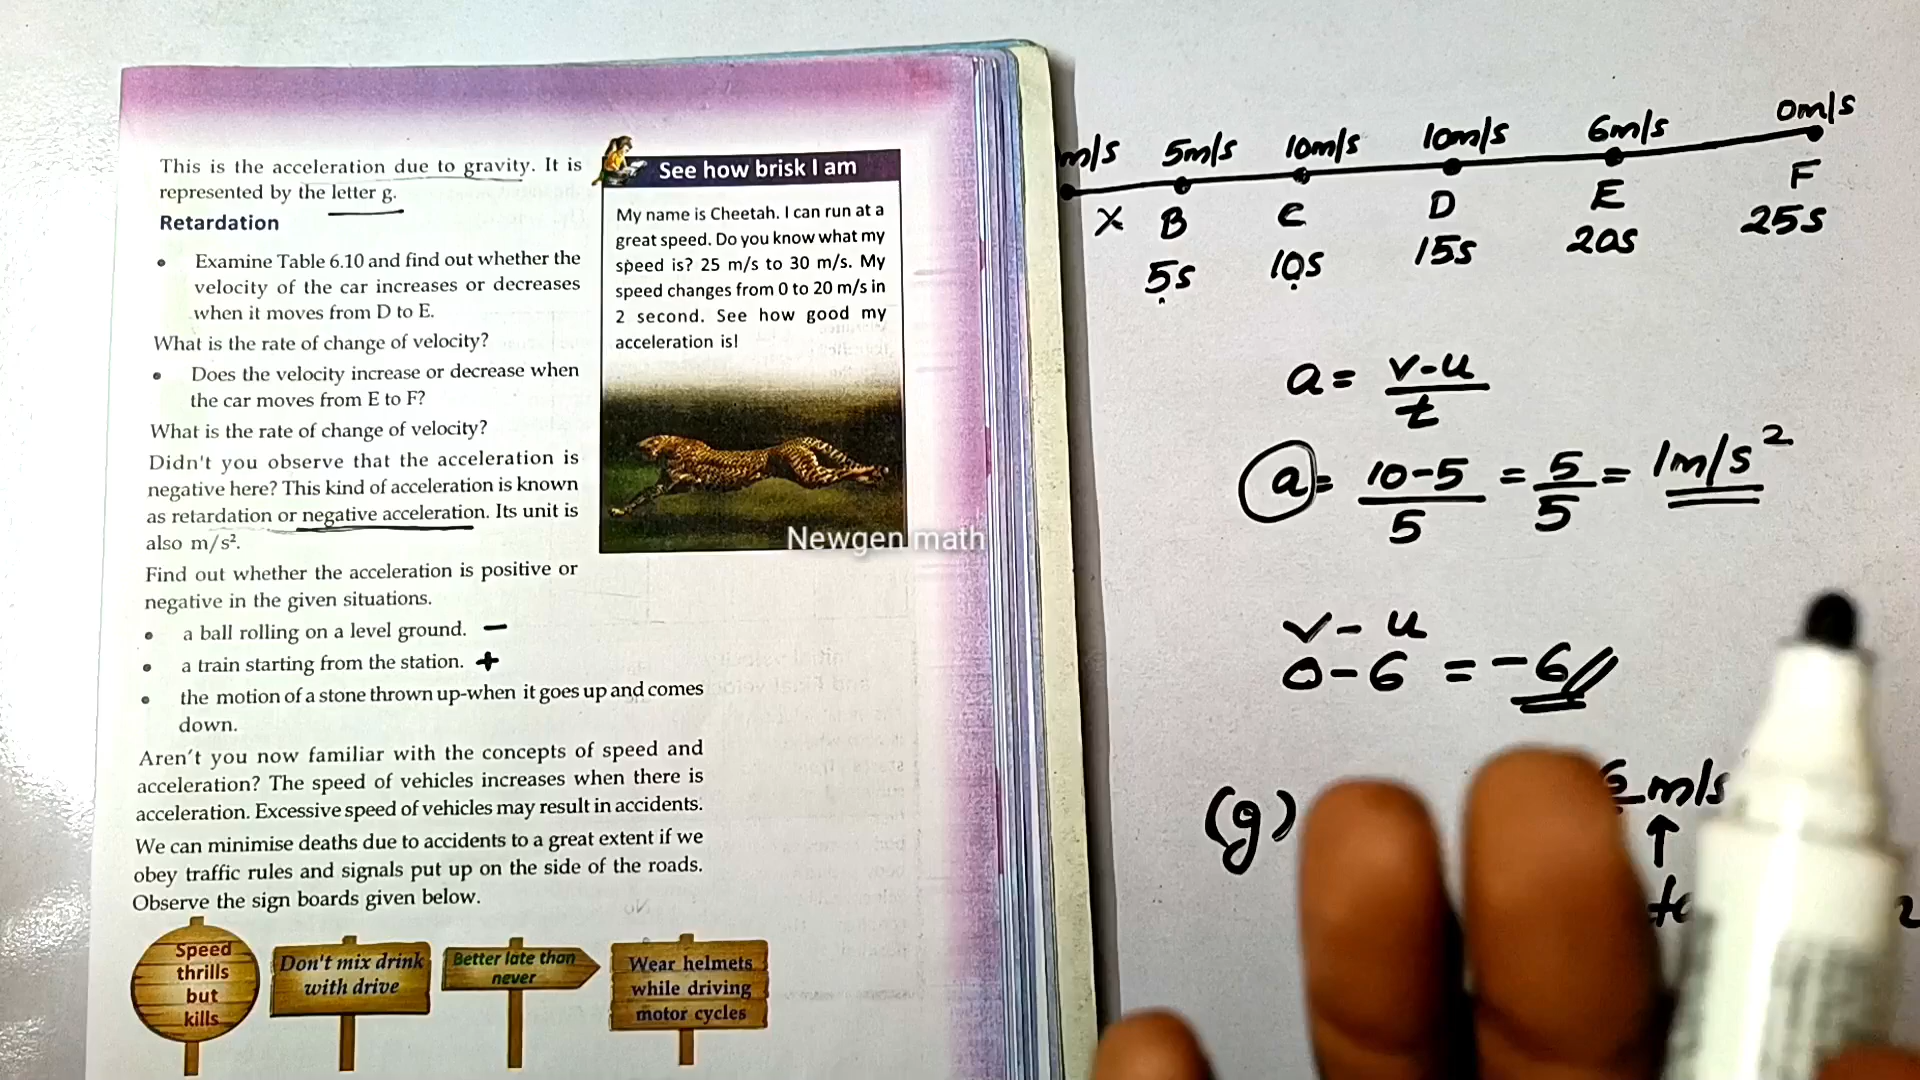 This is the acceleration due to gravity. It is
represented by the letter g.
Retardation
• Examine Table 6.10 and find out whether the
velocity of the car increases or decreases
when it moves from D to E.
What is the rate of change of velocity?
• Does the velocity increase or decrease when
the car moves from E to F?
What is the rate of change of velocity?
Didn't you observe that the acceleration is
negative here? This kind of acceleration is known
as retardation or negative acceleration. Its unit is
also m/s².
Find out whether the acceleration is positive or
negative in the given situations.
• a ball rolling on a level ground. −
• a train starting from the station. +
• the motion of a stone thrown up-when it goes up and comes
down.
Aren't you now familiar with the concepts of speed and
acceleration? The speed of vehicles increases when there is
acceleration. Excessive speed of vehicles may result in accidents.
We can minimise deaths due to accidents to a great extent if we
obey traffic rules and signals put up on the side of the roads.
Observe the sign boards given below.
Speed
thrills
but
kills
Don't mix drink
with drive
Better late than
never
Wear helmets
while driving
motor cycles
See how brisk I am
My name is Cheetah. I can run at a
great speed. Do you know what my
speed is? 25 m/s to 30 m/s. My
speed changes from 0 to 20 m/s in
2 second. See how good my
acceleration is!
Newgen math
m/s 5m/s 10m/s 10m/s 6m/s 0m/s
X B C D E F
5s 10s 15s 20s 25s
a = v-u
t
a = 10-5 = 5 = 1m/s²
5 5
v - u
0-6 = -6
(g) m/s